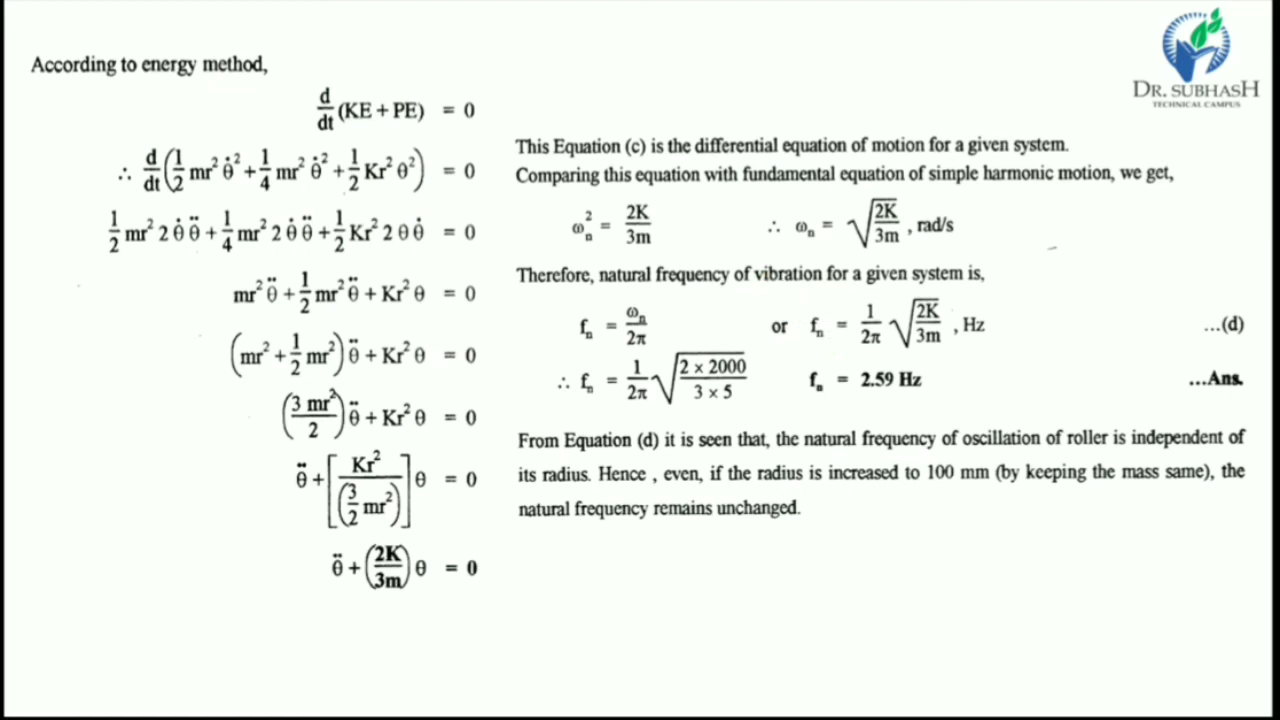 According to energy method,
d/dt (KE + PE) = 0
∴ d/dt (1/2 mr² θ̇² + 1/4 mr² θ̇² + 1/2 Kr² θ²) = 0
1/2 mr² 2 θ̇ θ̈ + 1/4 mr² 2 θ̇ θ̈ + 1/2 Kr² 2 θ θ̇ = 0
mr² θ̈ + 1/2 mr² θ̈ + Kr² θ = 0
(mr² + 1/2 mr²) θ̈ + Kr² θ = 0
(3 mr²/2) θ̈ + Kr² θ = 0
θ̈ + [Kr²/(3/2 mr²)] θ = 0
θ̈ + (2K/3m) θ = 0
DR. SUBHASH
TECHNICAL CAMPUS
This Equation (c) is the differential equation of motion for a given system.
Comparing this equation with fundamental equation of simple harmonic motion, we get,
ωₙ² = 2K/3m ∴ ωₙ = √(2K/3m) , rad/s
Therefore, natural frequency of vibration for a given system is,
fₙ = ωₙ/2π or fₙ = 1/2π √(2K/3m) , Hz ...(d)
∴ fₙ = 1/2π √(2 × 2000/3 × 5) fₙ = 2.59 Hz ...Ans.
From Equation (d) it is seen that, the natural frequency of oscillation of roller is independent of
its radius. Hence , even, if the radius is increased to 100 mm (by keeping the mass same), the
natural frequency remains unchanged.